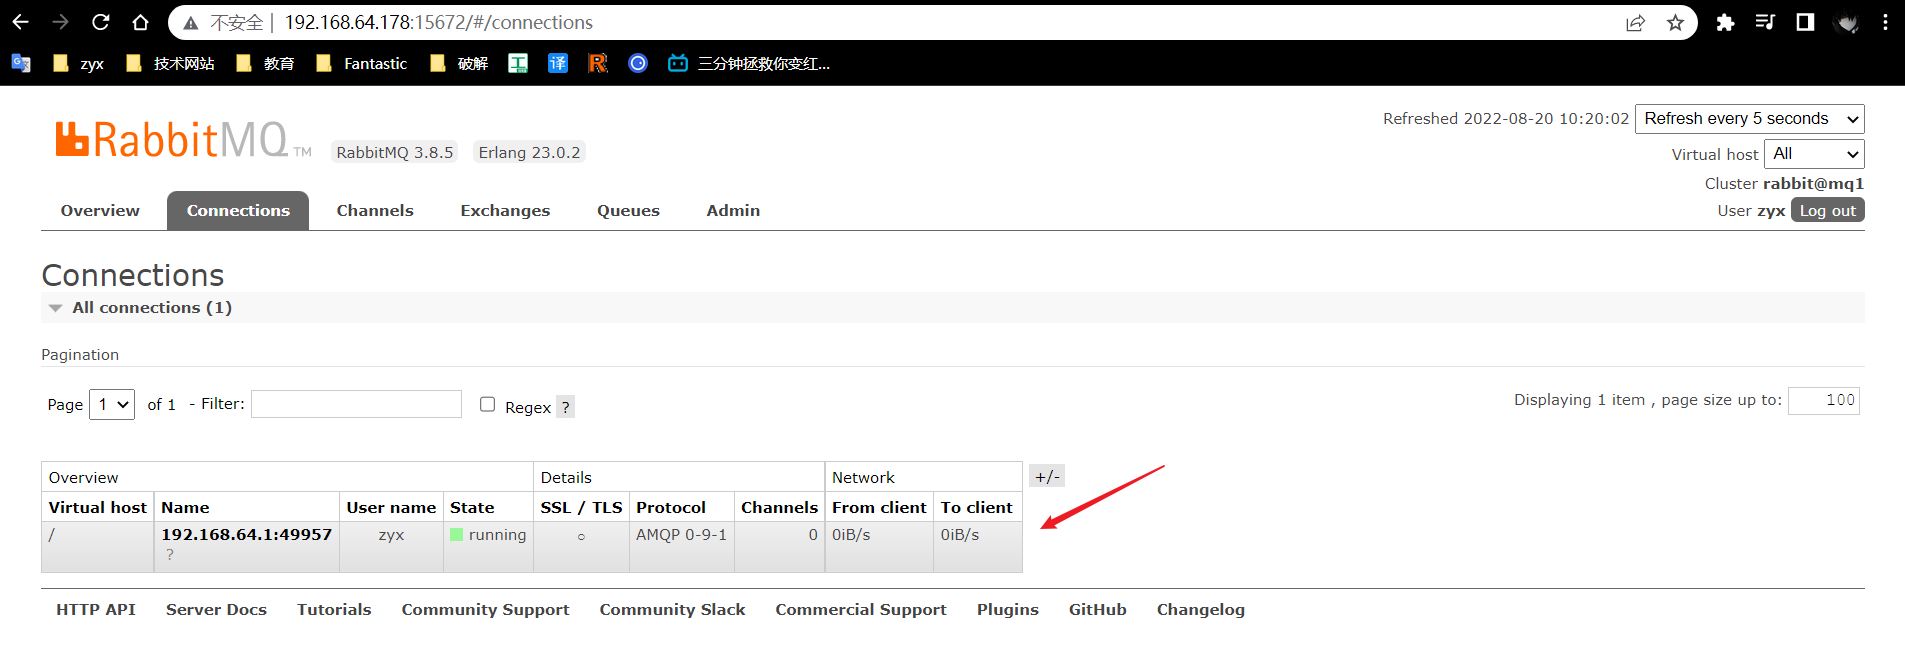 不安全 | 192.168.64.178:15672/#/connections
zyx 技术网站 教育 Fantastic 破解 工 译 R 三分钟拯救你变红...
Refreshed 2022-08-20 10:20:02 Refresh every 5 seconds
RabbitMQ TM RabbitMQ 3.8.5 Erlang 23.0.2
Virtual host All
Cluster rabbit@mq1
User zyx Log out
Overview Connections Channels Exchanges Queues Admin
Connections
All connections (1)
Pagination
Page 1 of 1 - Filter: Regex ? Displaying 1 item , page size up to: 100
Overview Details Network +/-
Virtual host Name User name State SSL / TLS Protocol Channels From client To client
/ 192.168.64.1:49957 zyx running ○ AMQP 0-9-1 0 0iB/s 0iB/s
?
HTTP API Server Docs Tutorials Community Support Community Slack Commercial Support Plugins GitHub Changelog